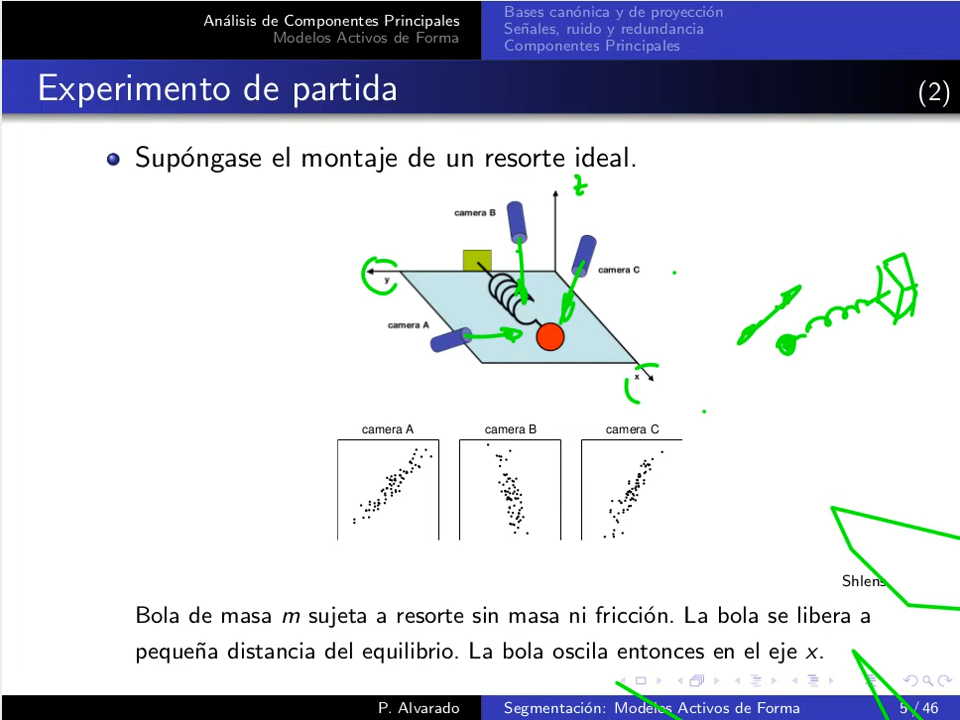 Análisis de Componentes Principales
Modelos Activos de Forma
Bases canónica y de proyección
Señales, ruido y redundancia
Componentes Principales
Experimento de partida
(2)
Supóngase el montaje de un resorte ideal.
z
camera B
camera C
y
camera A
x
camera A
camera B
camera C
Shlens
Bola de masa m sujeta a resorte sin masa ni fricción. La bola se libera a
pequeña distancia del equilibrio. La bola oscila entonces en el eje x.
P. Alvarado
Segmentación: Modelos Activos de Forma
5 / 46